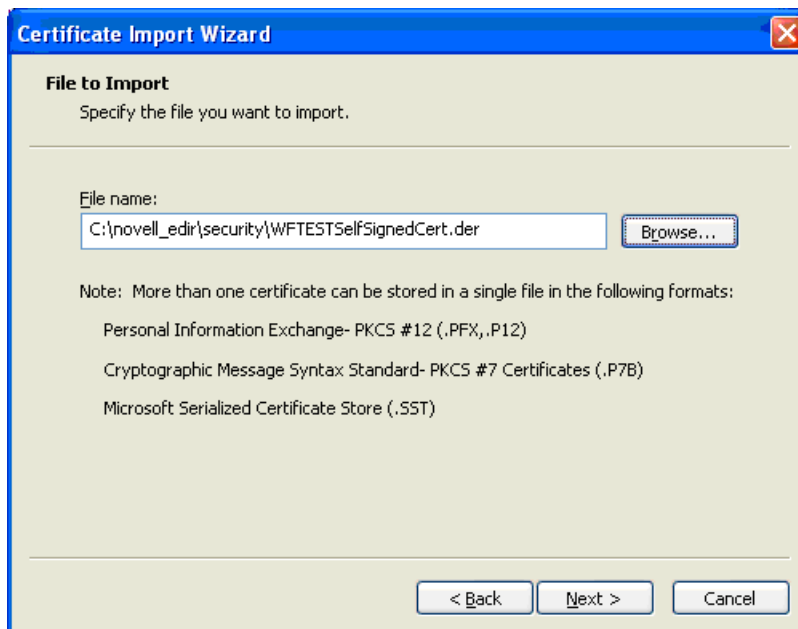 Certificate Import Wizard
File to Import
Specify the file you want to import.
File name:
C:\novell_edir\security\WFTESTSelfSignedCert.der
Browse...
Note: More than one certificate can be stored in a single file in the following formats:
Personal Information Exchange- PKCS #12 (.PFX,.P12)
Cryptographic Message Syntax Standard- PKCS #7 Certificates (.P7B)
Microsoft Serialized Certificate Store (.SST)
< Back Next > Cancel